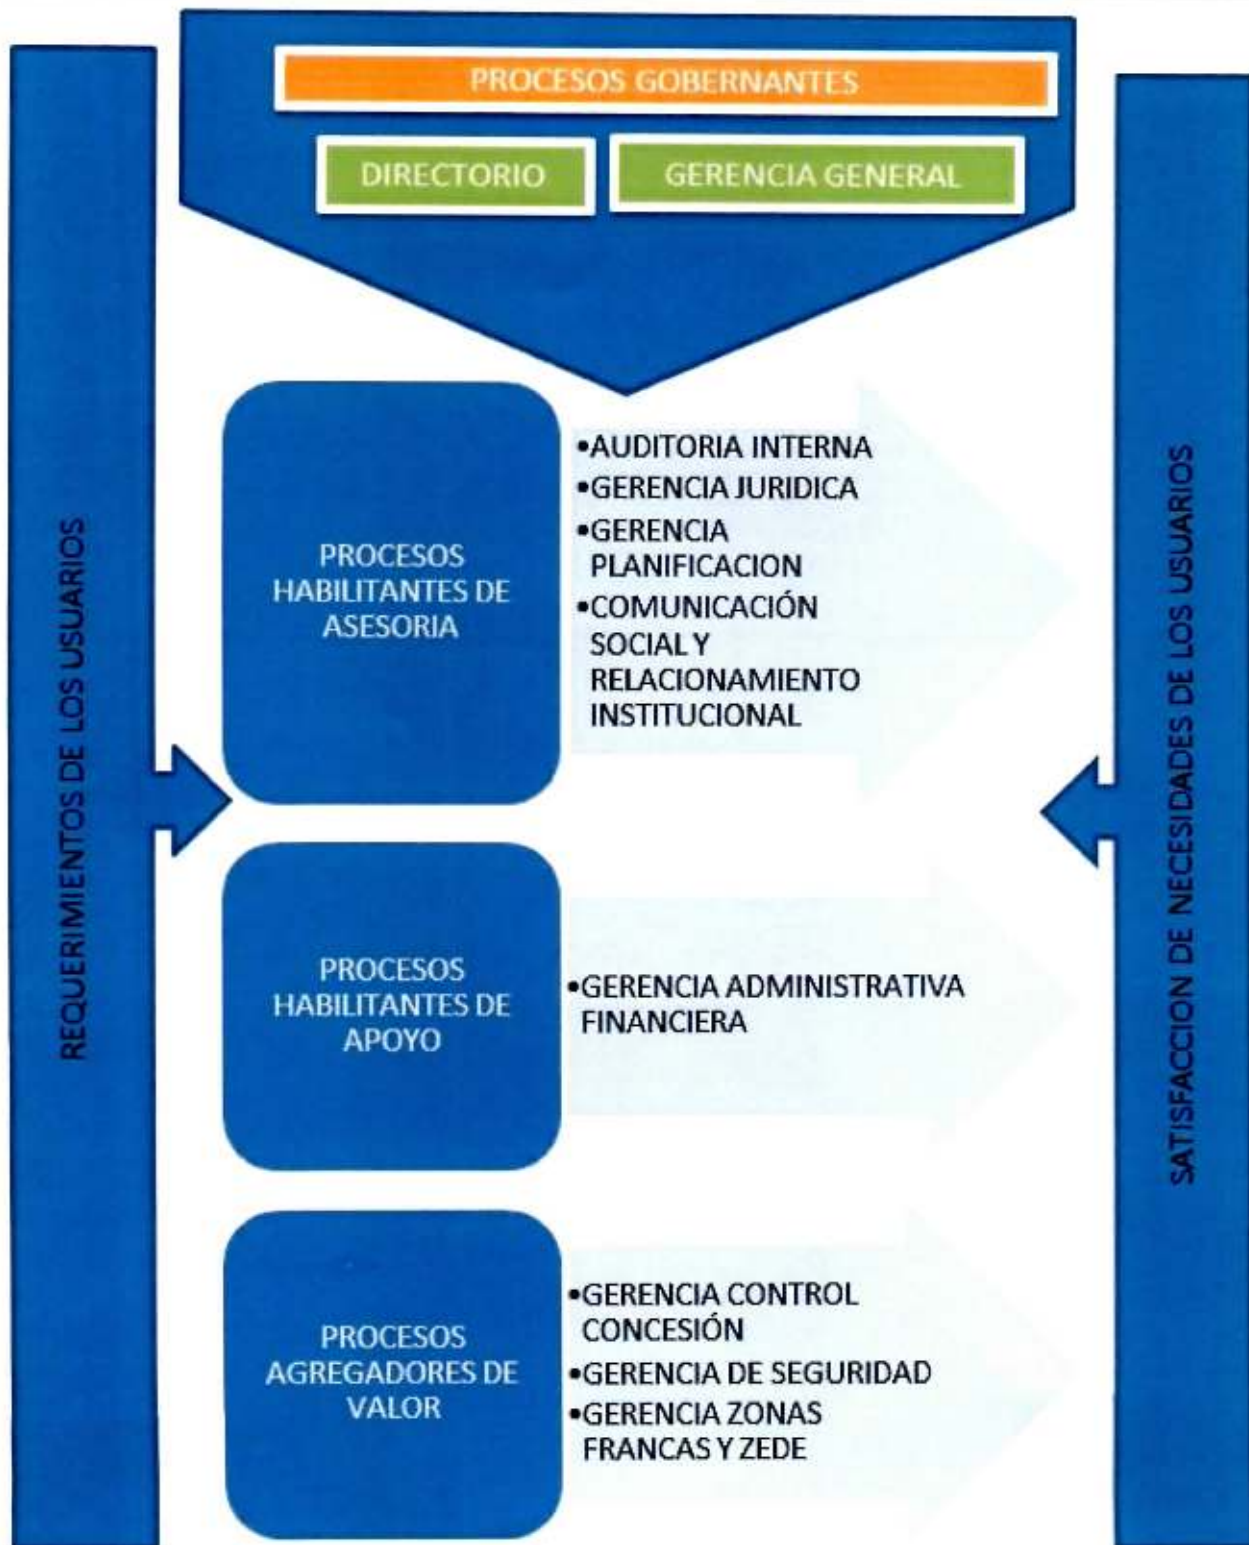 PROCESOS GOBERNANTES
DIRECTORIO
GERENCIA GENERAL
REQUERIMIENTOS DE LOS USUARIOS
PROCESOS
HABILITANTES DE
ASESORIA
•AUDITORIA INTERNA
•GERENCIA JURIDICA
•GERENCIA
PLANIFICACION
•COMUNICACIÓN
SOCIAL Y
RELACIONAMIENTO
INSTITUCIONAL
PROCESOS
HABILITANTES DE
APOYO
•GERENCIA ADMINISTRATIVA
FINANCIERA
PROCESOS
AGREGADORES DE
VALOR
•GERENCIA CONTROL
CONCESIÓN
•GERENCIA DE SEGURIDAD
•GERENCIA ZONAS
FRANCAS Y ZEDE
SATISFACCION DE NECESIDADES DE LOS USUARIOS